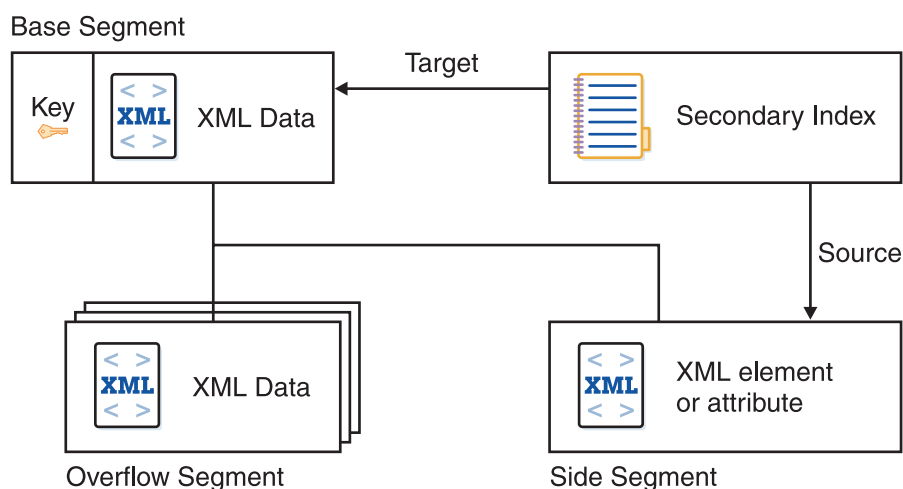 Base Segment
Key
< >
XML
< >
XML Data
Target
Secondary Index
Source
< >
XML
< >
XML Data
Overflow Segment
< >
XML
< >
XML element
or attribute
Side Segment